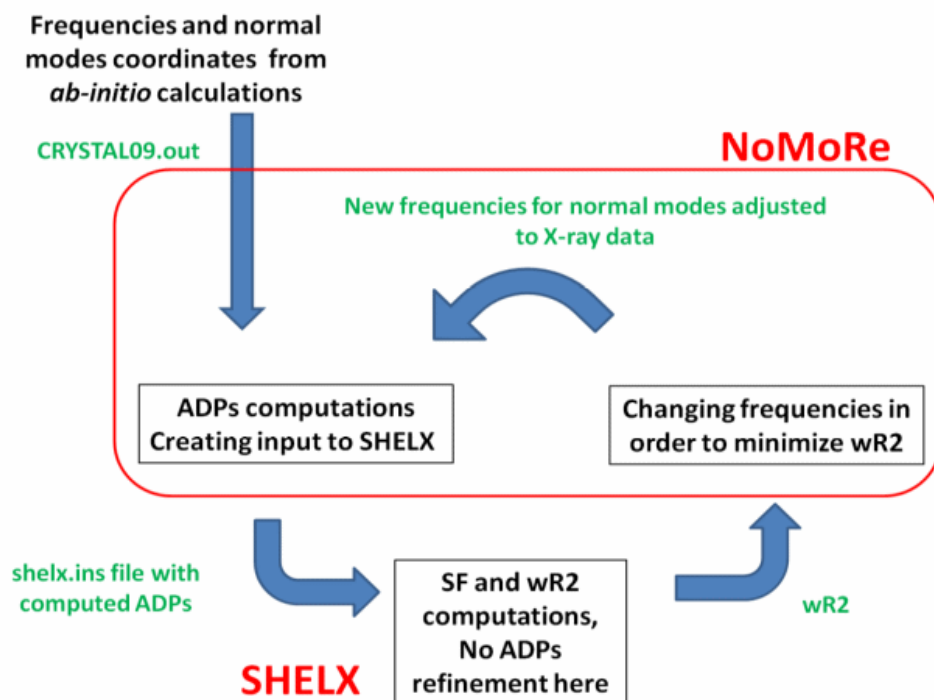 Frequencies and normal
modes coordinates from
ab-initio calculations
CRYSTAL09.out
NoMoRe
New frequencies for normal modes adjusted
to X-ray data
ADPs computations
Creating input to SHELX
Changing frequencies in
order to minimize wR2
shelx.ins file with
computed ADPs
SF and wR2
computations,
No ADPs
refinement here
wR2
SHELX